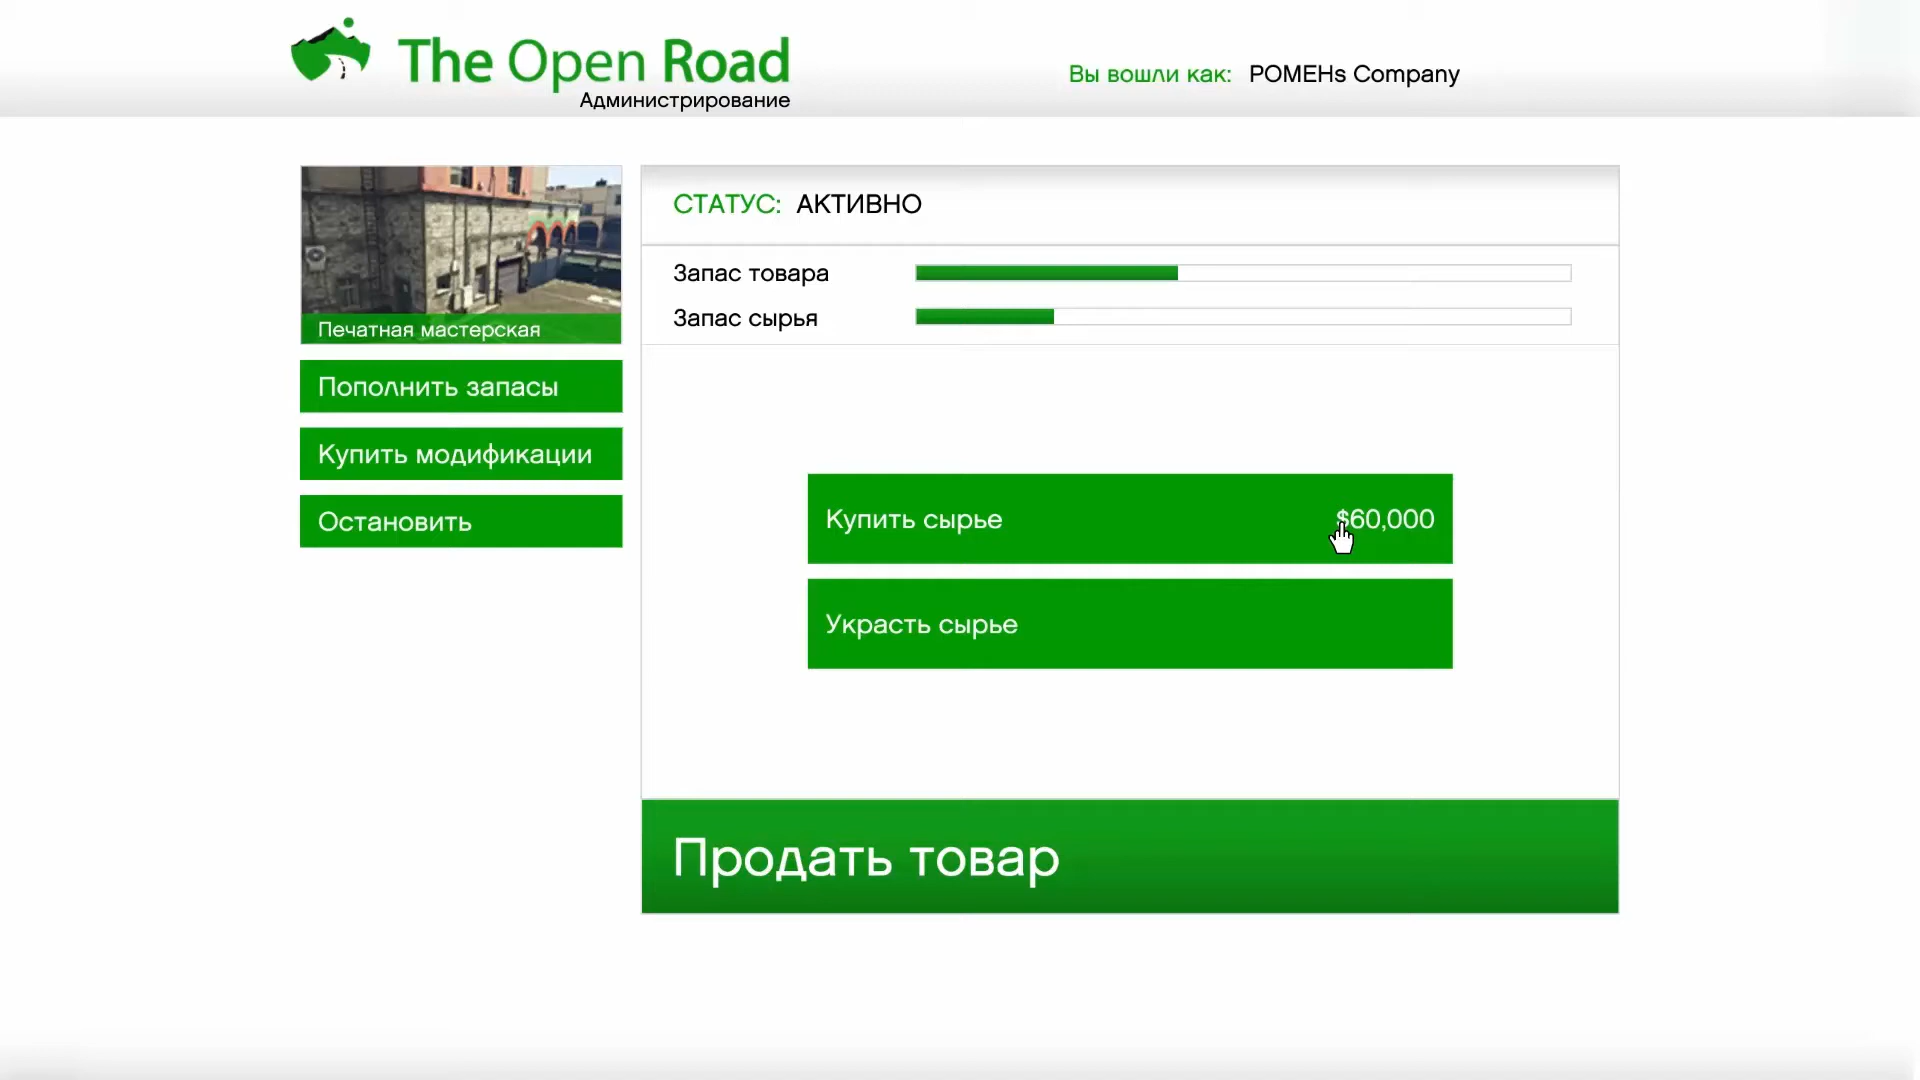 The Open Road
Администрирование
Вы вошли как: РОМЕНs Company
Печатная мастерская
СТАТУС: АКТИВНО
Запас товара
Запас сырья
Пополнить запасы
Купить модификации
Остановить
Купить сырье $60,000
Украсть сырье
Продать товар